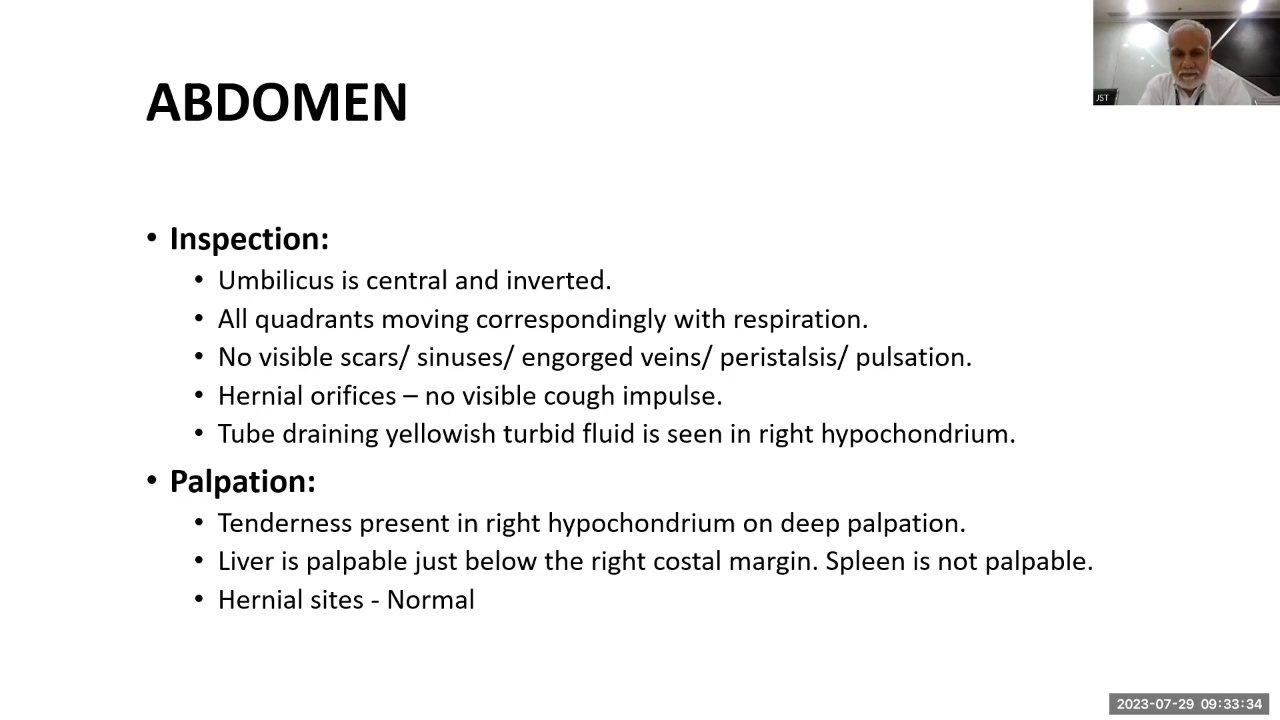 JST
ABDOMEN
• Inspection:
• Umbilicus is central and inverted.
• All quadrants moving correspondingly with respiration.
• No visible scars/ sinuses/ engorged veins/ peristalsis/ pulsation.
• Hernial orifices – no visible cough impulse.
• Tube draining yellowish turbid fluid is seen in right hypochondrium.
• Palpation:
• Tenderness present in right hypochondrium on deep palpation.
• Liver is palpable just below the right costal margin. Spleen is not palpable.
• Hernial sites - Normal
2023-07-29 09:33:34